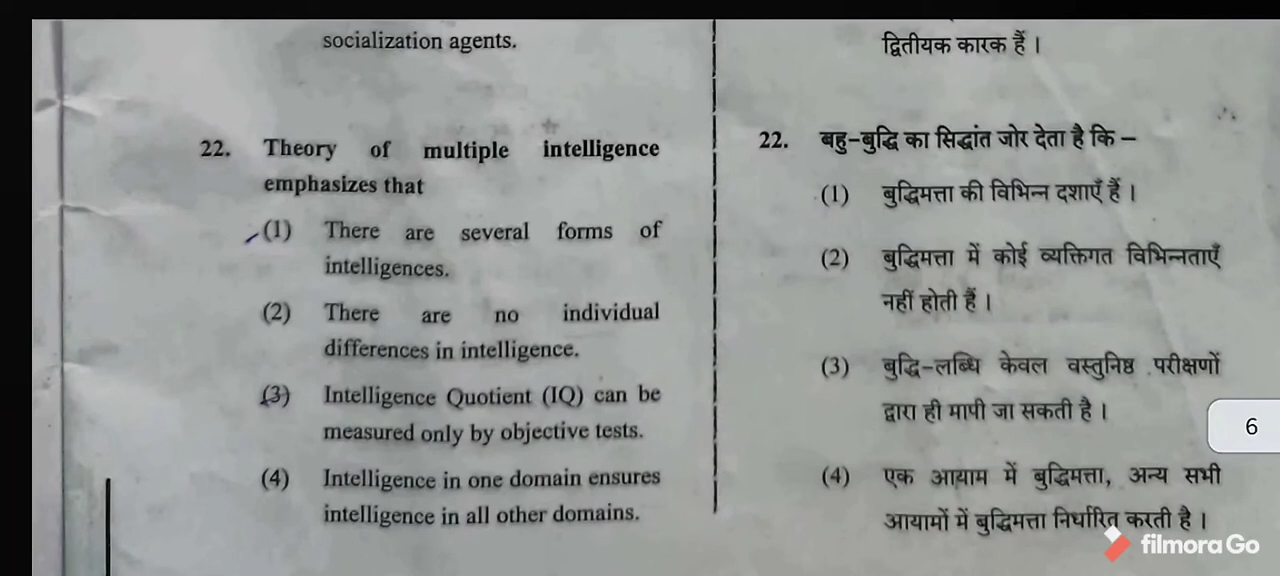 socialization agents.
22. Theory of multiple intelligence
emphasizes that
(1) There are several forms of
intelligences.
(2) There are no individual
differences in intelligence.
(3) Intelligence Quotient (IQ) can be
measured only by objective tests.
(4) Intelligence in one domain ensures
intelligence in all other domains.
द्वितीयक कारक हैं ।
22. बहु-बुद्धि का सिद्धांत जोर देता है कि –
(1) बुद्धिमत्ता की विभिन्न दशाएँ हैं ।
(2) बुद्धिमत्ता में कोई व्यक्तिगत विभिन्नताएँ
नहीं होती हैं ।
(3) बुद्धि-लब्धि केवल वस्तुनिष्ठ परीक्षणों
द्वारा ही मापी जा सकती है ।
(4) एक आयाम में बुद्धिमत्ता, अन्य सभी
आयामों में बुद्धिमत्ता निर्धारित करती है ।
6
filmoraGo